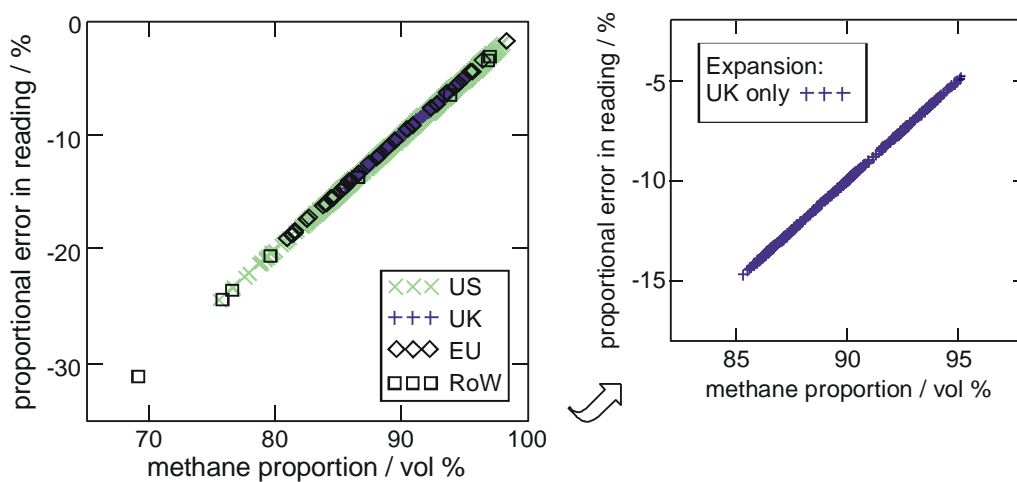 proportional error in reading / %
0
-10
-20
-30
70
80
90
100
methane proportion / vol %
US
UK
EU
RoW
proportional error in reading / %
-5
-10
-15
85
90
95
methane proportion / vol %
Expansion:
UK only